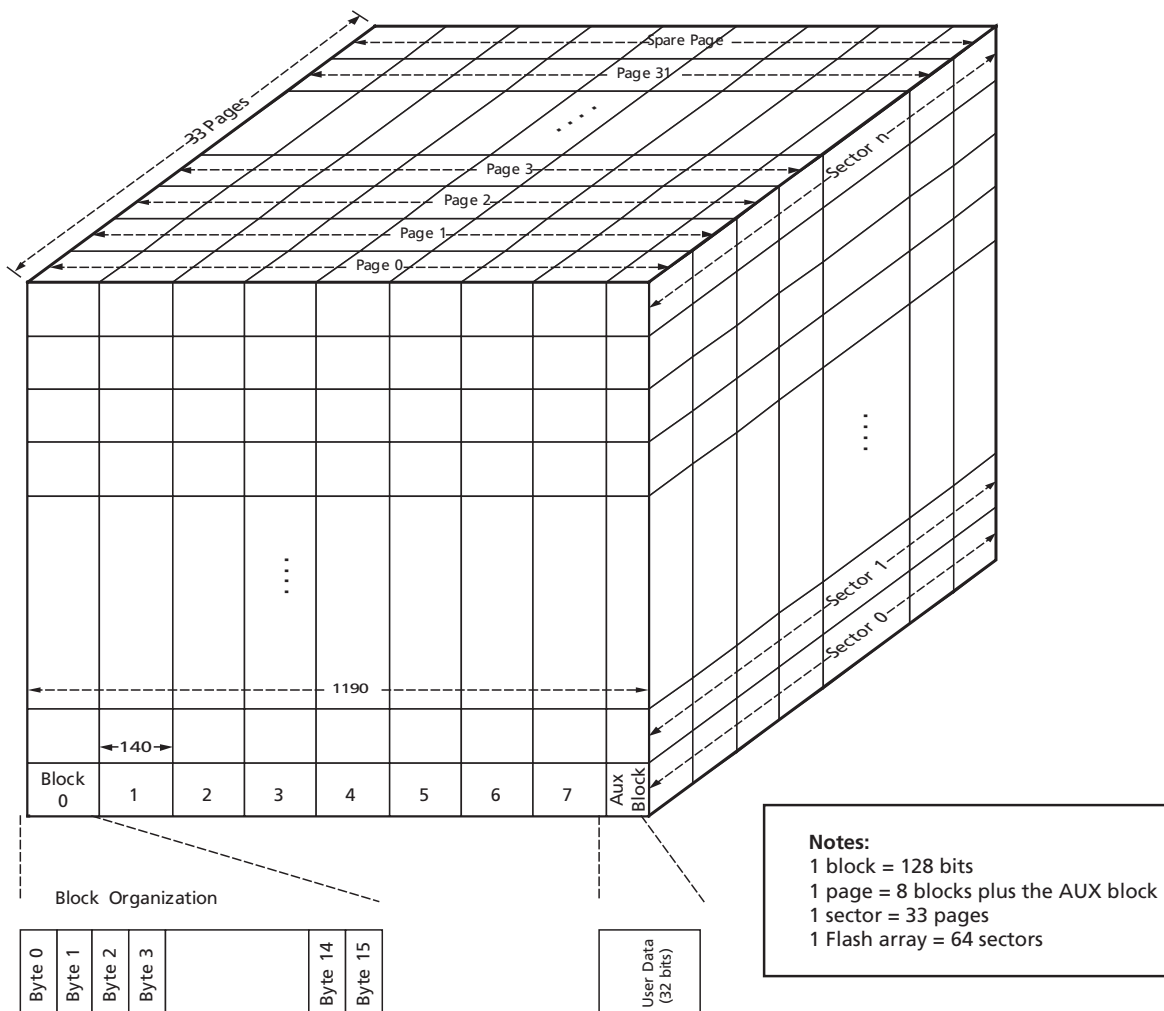 Spare Page
Page 31
33 Pages
. . . .
Page 3
Page 2
Page 1
Page 0
Sector n
. . . . .
. . . . .
Sector 1
Sector 0
1190
140
Block
0
1
2
3
4
5
6
7
Aux
Block
Block Organization
Byte 0
Byte 1
Byte 2
Byte 3
Byte 14
Byte 15
User Data
(32 bits)
Notes:
1 block = 128 bits
1 page = 8 blocks plus the AUX block
1 sector = 33 pages
1 Flash array = 64 sectors